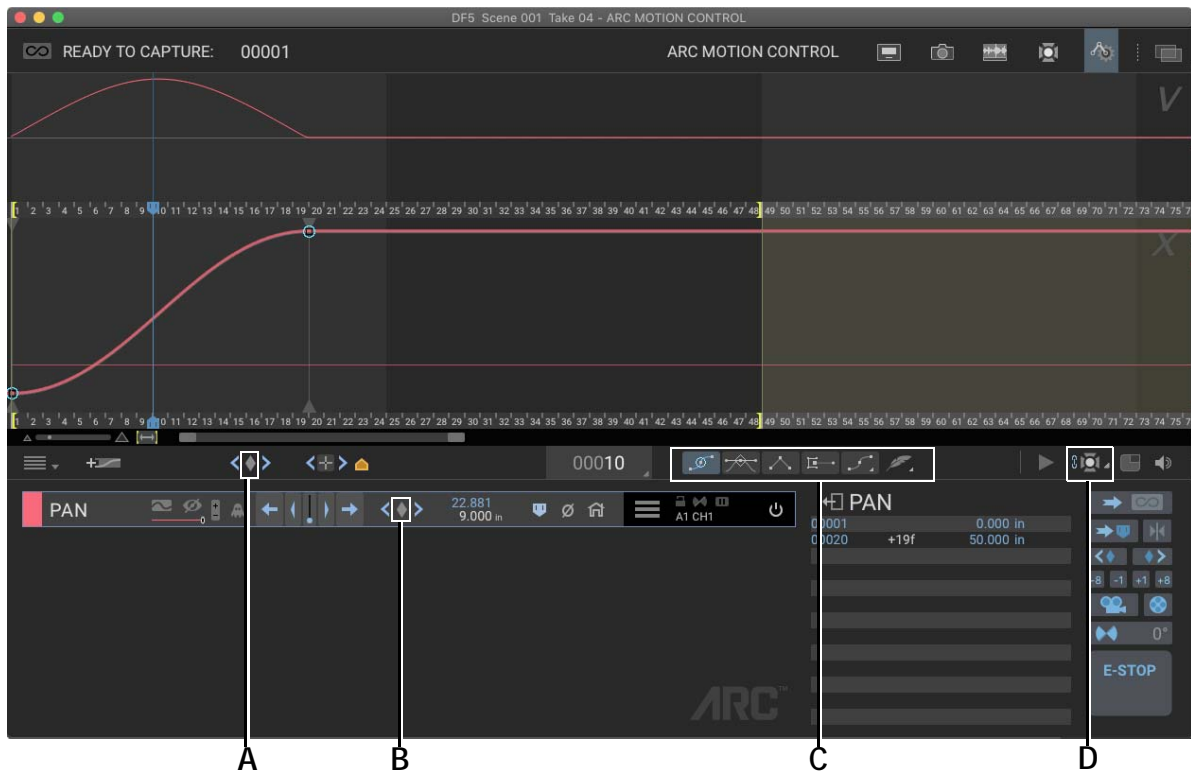 DF5 Scene 001 Take 04 - ARC MOTION CONTROL
READY TO CAPTURE: 00001 ARC MOTION CONTROL
V
2 3 4 5 6 7 8 9 10 11 12 13 14 15 16 17 18 19 20 21 22 23 24 25 26 27 28 29 30 31 32 33 34 35 36 37 38 39 40 41 42 43 44 45 46 47 48 49 50 51 52 53 54 55 56 57 58 59 60 61 62 63 64 65 66 67 68 69 70 71 72 73 74 75
X
2 3 5 6 7 8 9 10 11 12 13 14 15 16 17 18 19 20 21 22 23 24 25 26 27 28 29 30 31 32 33 34 35 36 37 38 39 40 41 42 43 44 45 46 47 48 49 50 51 52 53 54 55 56 57 58 59 60 61 62 63 64 65 66 67 68 69 70 71 72 73 74 75
00010
PAN 0 22.881
9.000 in
A1 CH1
PAN
00001 0.000 in
00020 +19f 50.000 in
-8 -1 +1 +8
0°
E-STOP
ARC™
A B C D